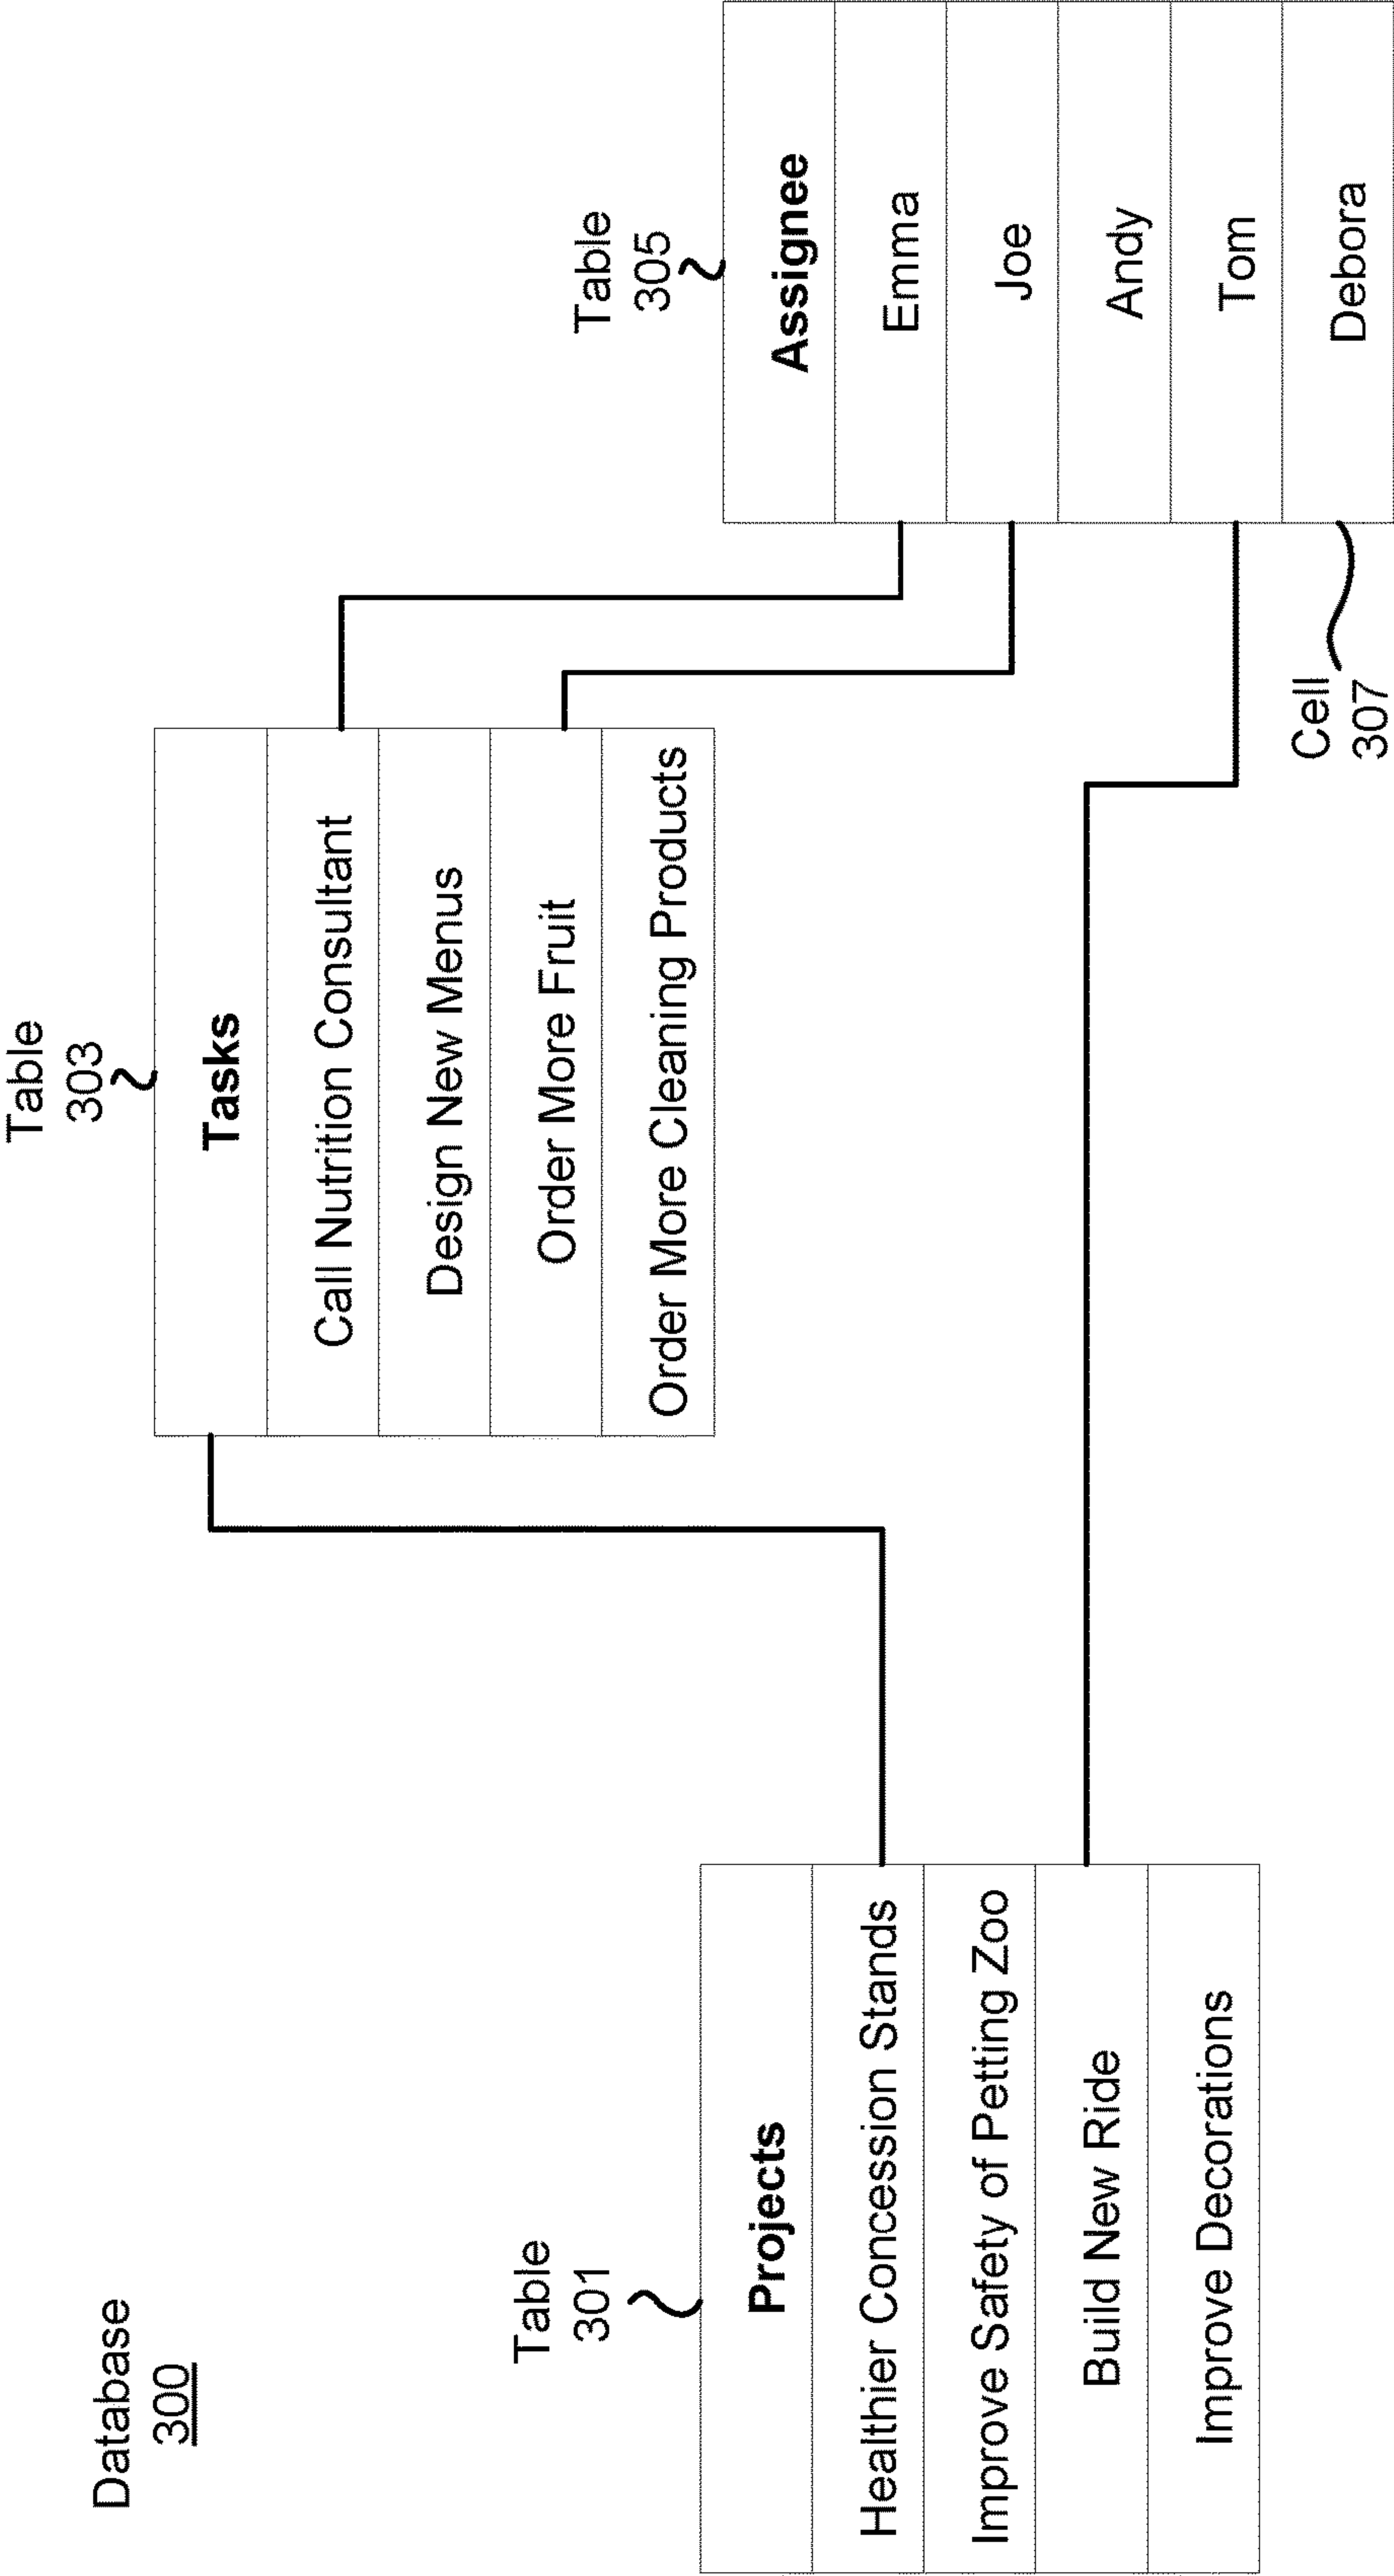 Database
300
Table
301
Projects
Healthier Concession Stands
Improve Safety of Petting Zoo
Build New Ride
Improve Decorations
Table
303
Tasks
Call Nutrition Consultant
Design New Menus
Order More Fruit
Order More Cleaning Products
Table
305
Assignee
Emma
Joe
Andy
Tom
Debora
Cell
307